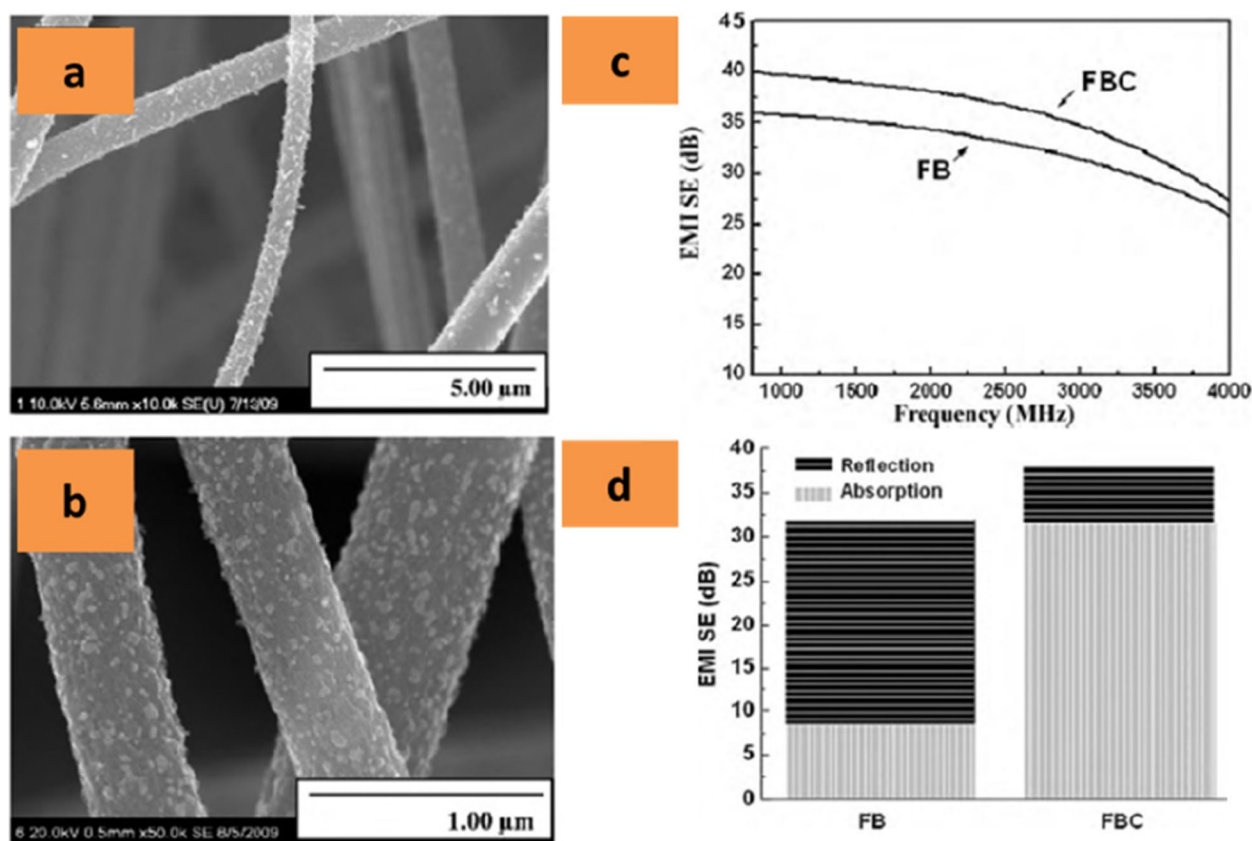 a
5.00 µm
1 10.0kV 5.6mm x10.0k SE(U) 7/13/09
b
1.00 µm
6 20.0kV 0.5mm x50.0k SE 8/5/2009
c
45
40
35
30
25
20
15
10
EMI SE (dB)
FBC
FB
1000 1500 2000 2500 3000 3500 4000
Frequency (MHz)
d
40
35
30
25
20
15
10
5
0
EMI SE (dB)
Reflection
Absorption
FB FBC